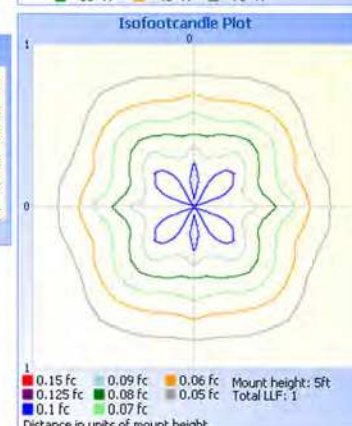 Isofootcandle Plot
0
1
0
1
0.15 fc 0.09 fc 0.06 fc Mount height: 5ft
0.125 fc 0.08 fc 0.05 fc Total LLF: 1
0.1 fc 0.07 fc
Distance in units of mount height